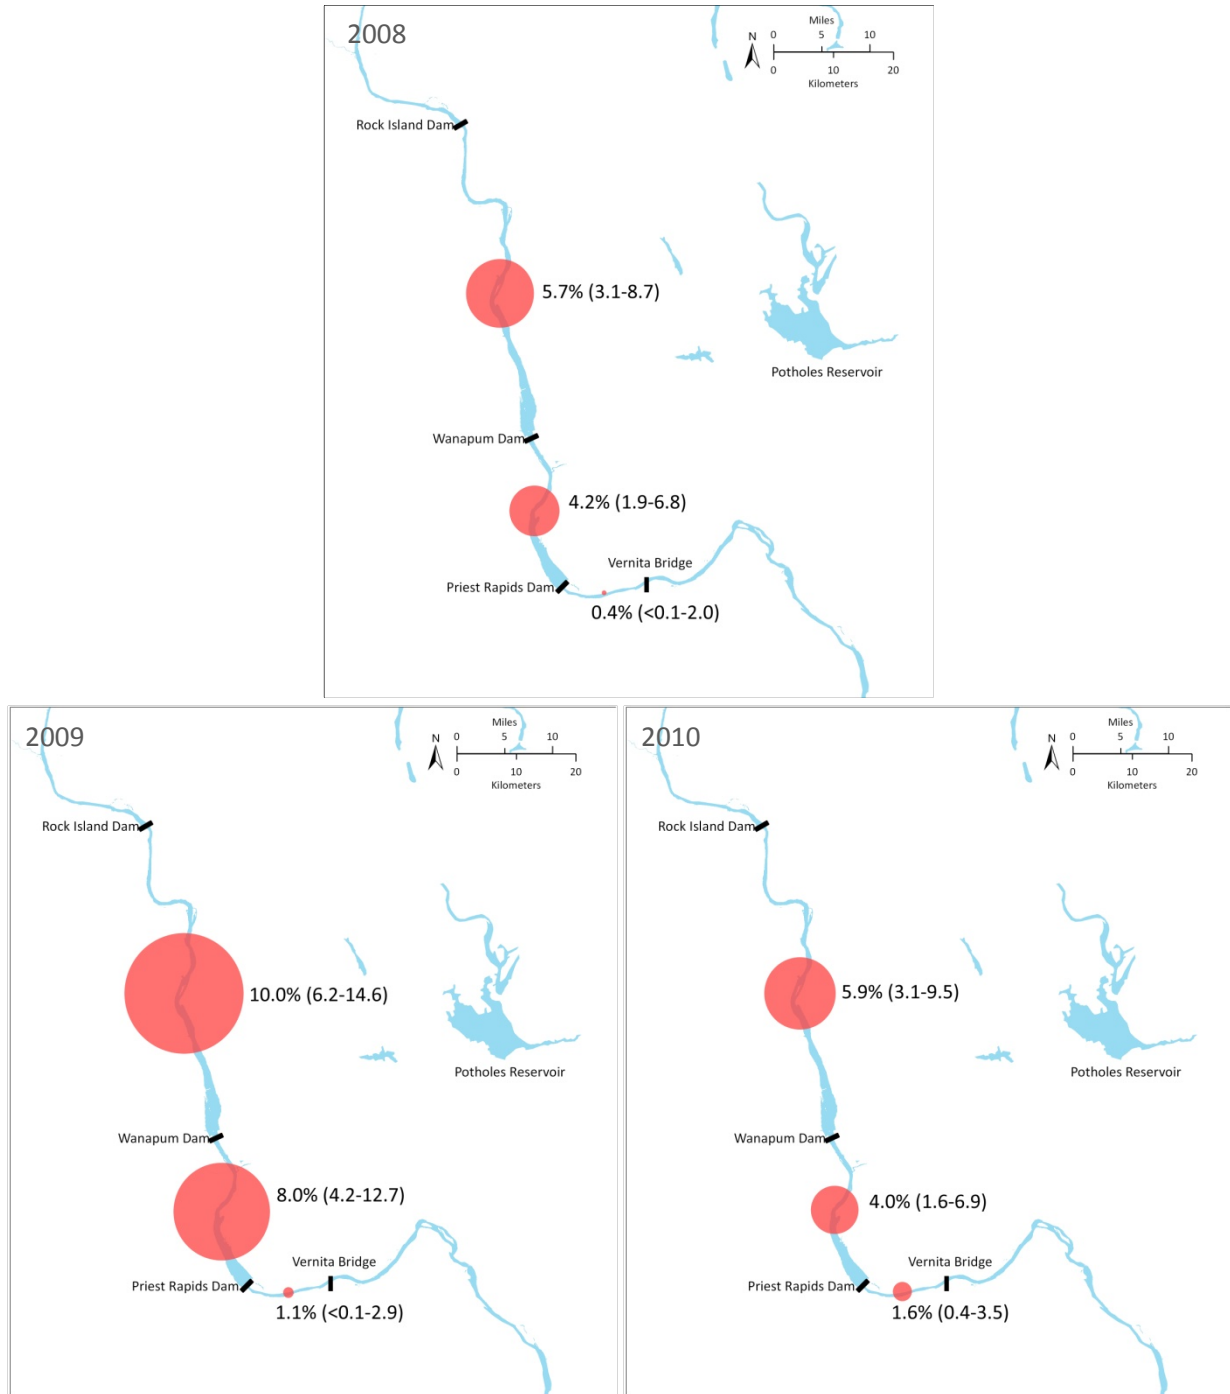 2008
Miles
0 5 10
N
0 10 20
Kilometers
Rock Island Dam
5.7% (3.1-8.7)
Potholes Reservoir
Wanapum Dam
4.2% (1.9-6.8)
Vernita Bridge
Priest Rapids Dam
0.4% (<0.1-2.0)
2009
Miles
0 5 10
N
0 10 20
Kilometers
Rock Island Dam
10.0% (6.2-14.6)
Potholes Reservoir
Wanapum Dam
8.0% (4.2-12.7)
Vernita Bridge
Priest Rapids Dam
1.1% (<0.1-2.9)
2010
Miles
0 5 10
N
0 10 20
Kilometers
Rock Island Dam
5.9% (3.1-9.5)
Potholes Reservoir
Wanapum Dam
4.0% (1.6-6.9)
Vernita Bridge
Priest Rapids Dam
1.6% (0.4-3.5)